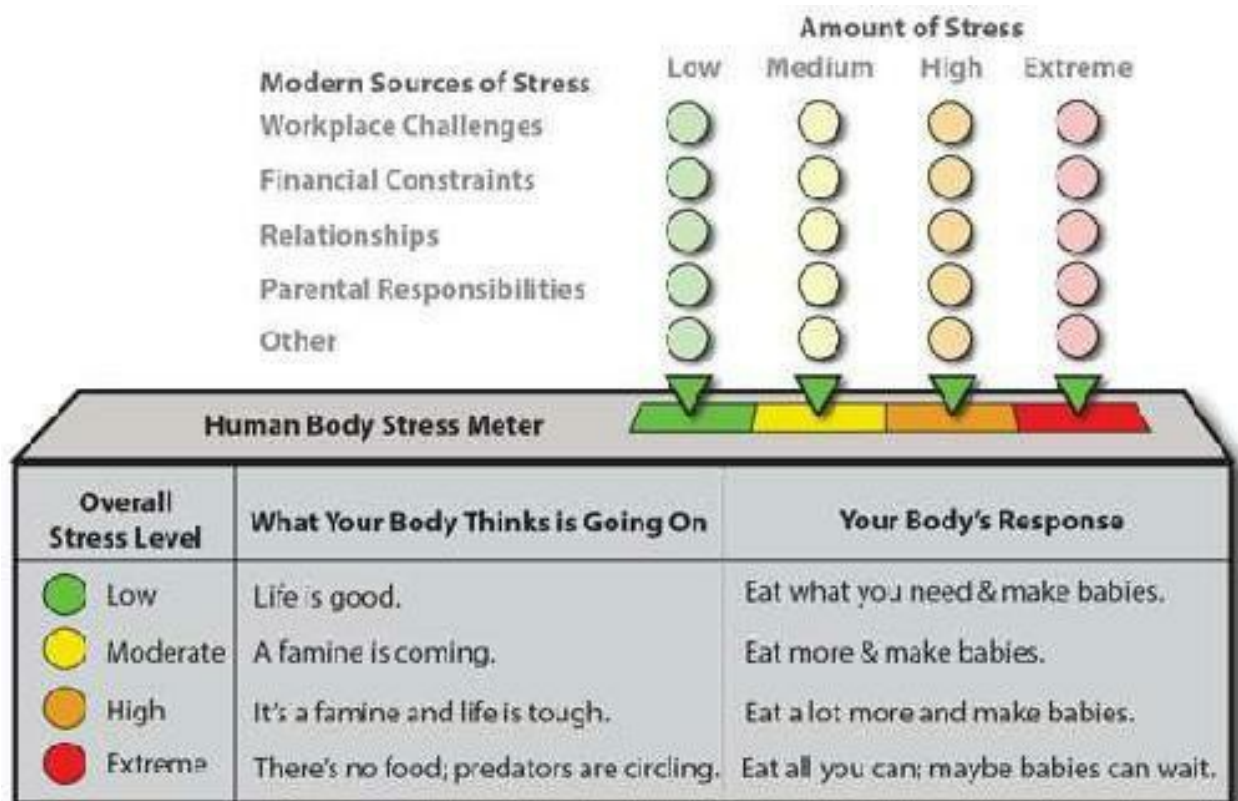 Amount of Stress
Modern Sources of Stress Low Medium High Extreme
Workplace Challenges
Financial Constraints
Relationships
Parental Responsibilities
Other
Human Body Stress Meter
Overall Stress Level What Your Body Thinks is Going On Your Body's Response
Low Life is good. Eat what you need & make babies.
Moderate A famine is coming. Eat more & make babies.
High It's a famine and life is tough. Eat a lot more and make babies.
Extreme There's no food; predators are circling. Eat all you can; maybe babies can wait.